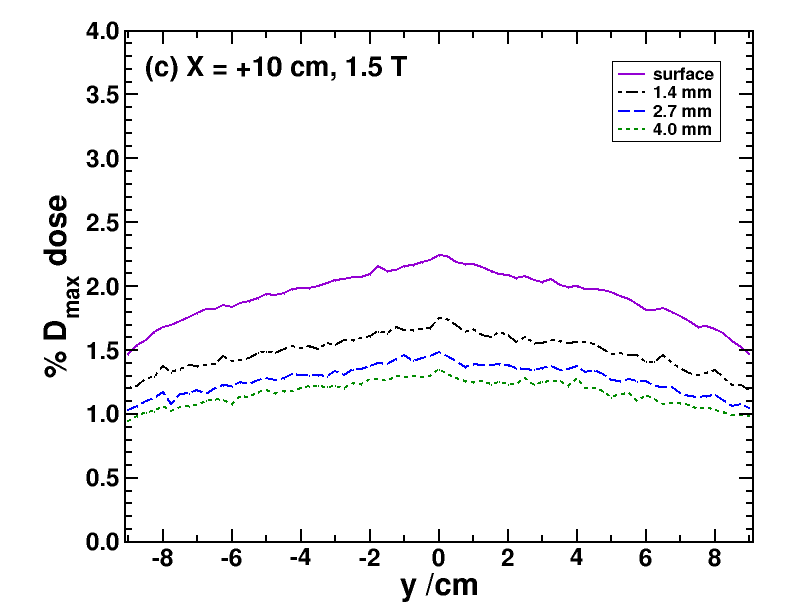 (c) X = +10 cm, 1.5 T
surface
1.4 mm
2.7 mm
4.0 mm
% Dmax dose
4.0
3.5
3.0
2.5
2.0
1.5
1.0
0.5
0.0
-8 -6 -4 -2 0 2 4 6 8
y /cm